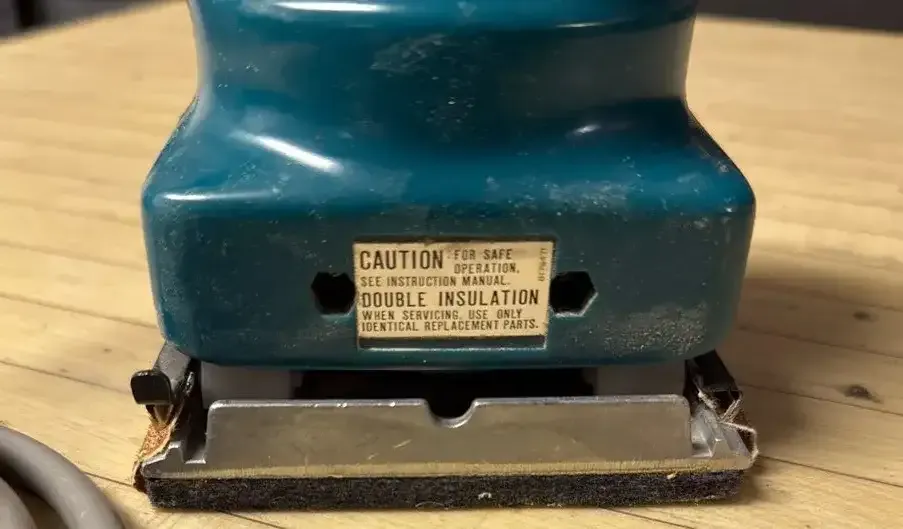 CAUTION FOR SAFE
OPERATION,
SEE INSTRUCTION MANUAL.
DOUBLE INSULATION
WHEN SERVICING, USE ONLY
IDENTICAL REPLACEMENT PARTS.